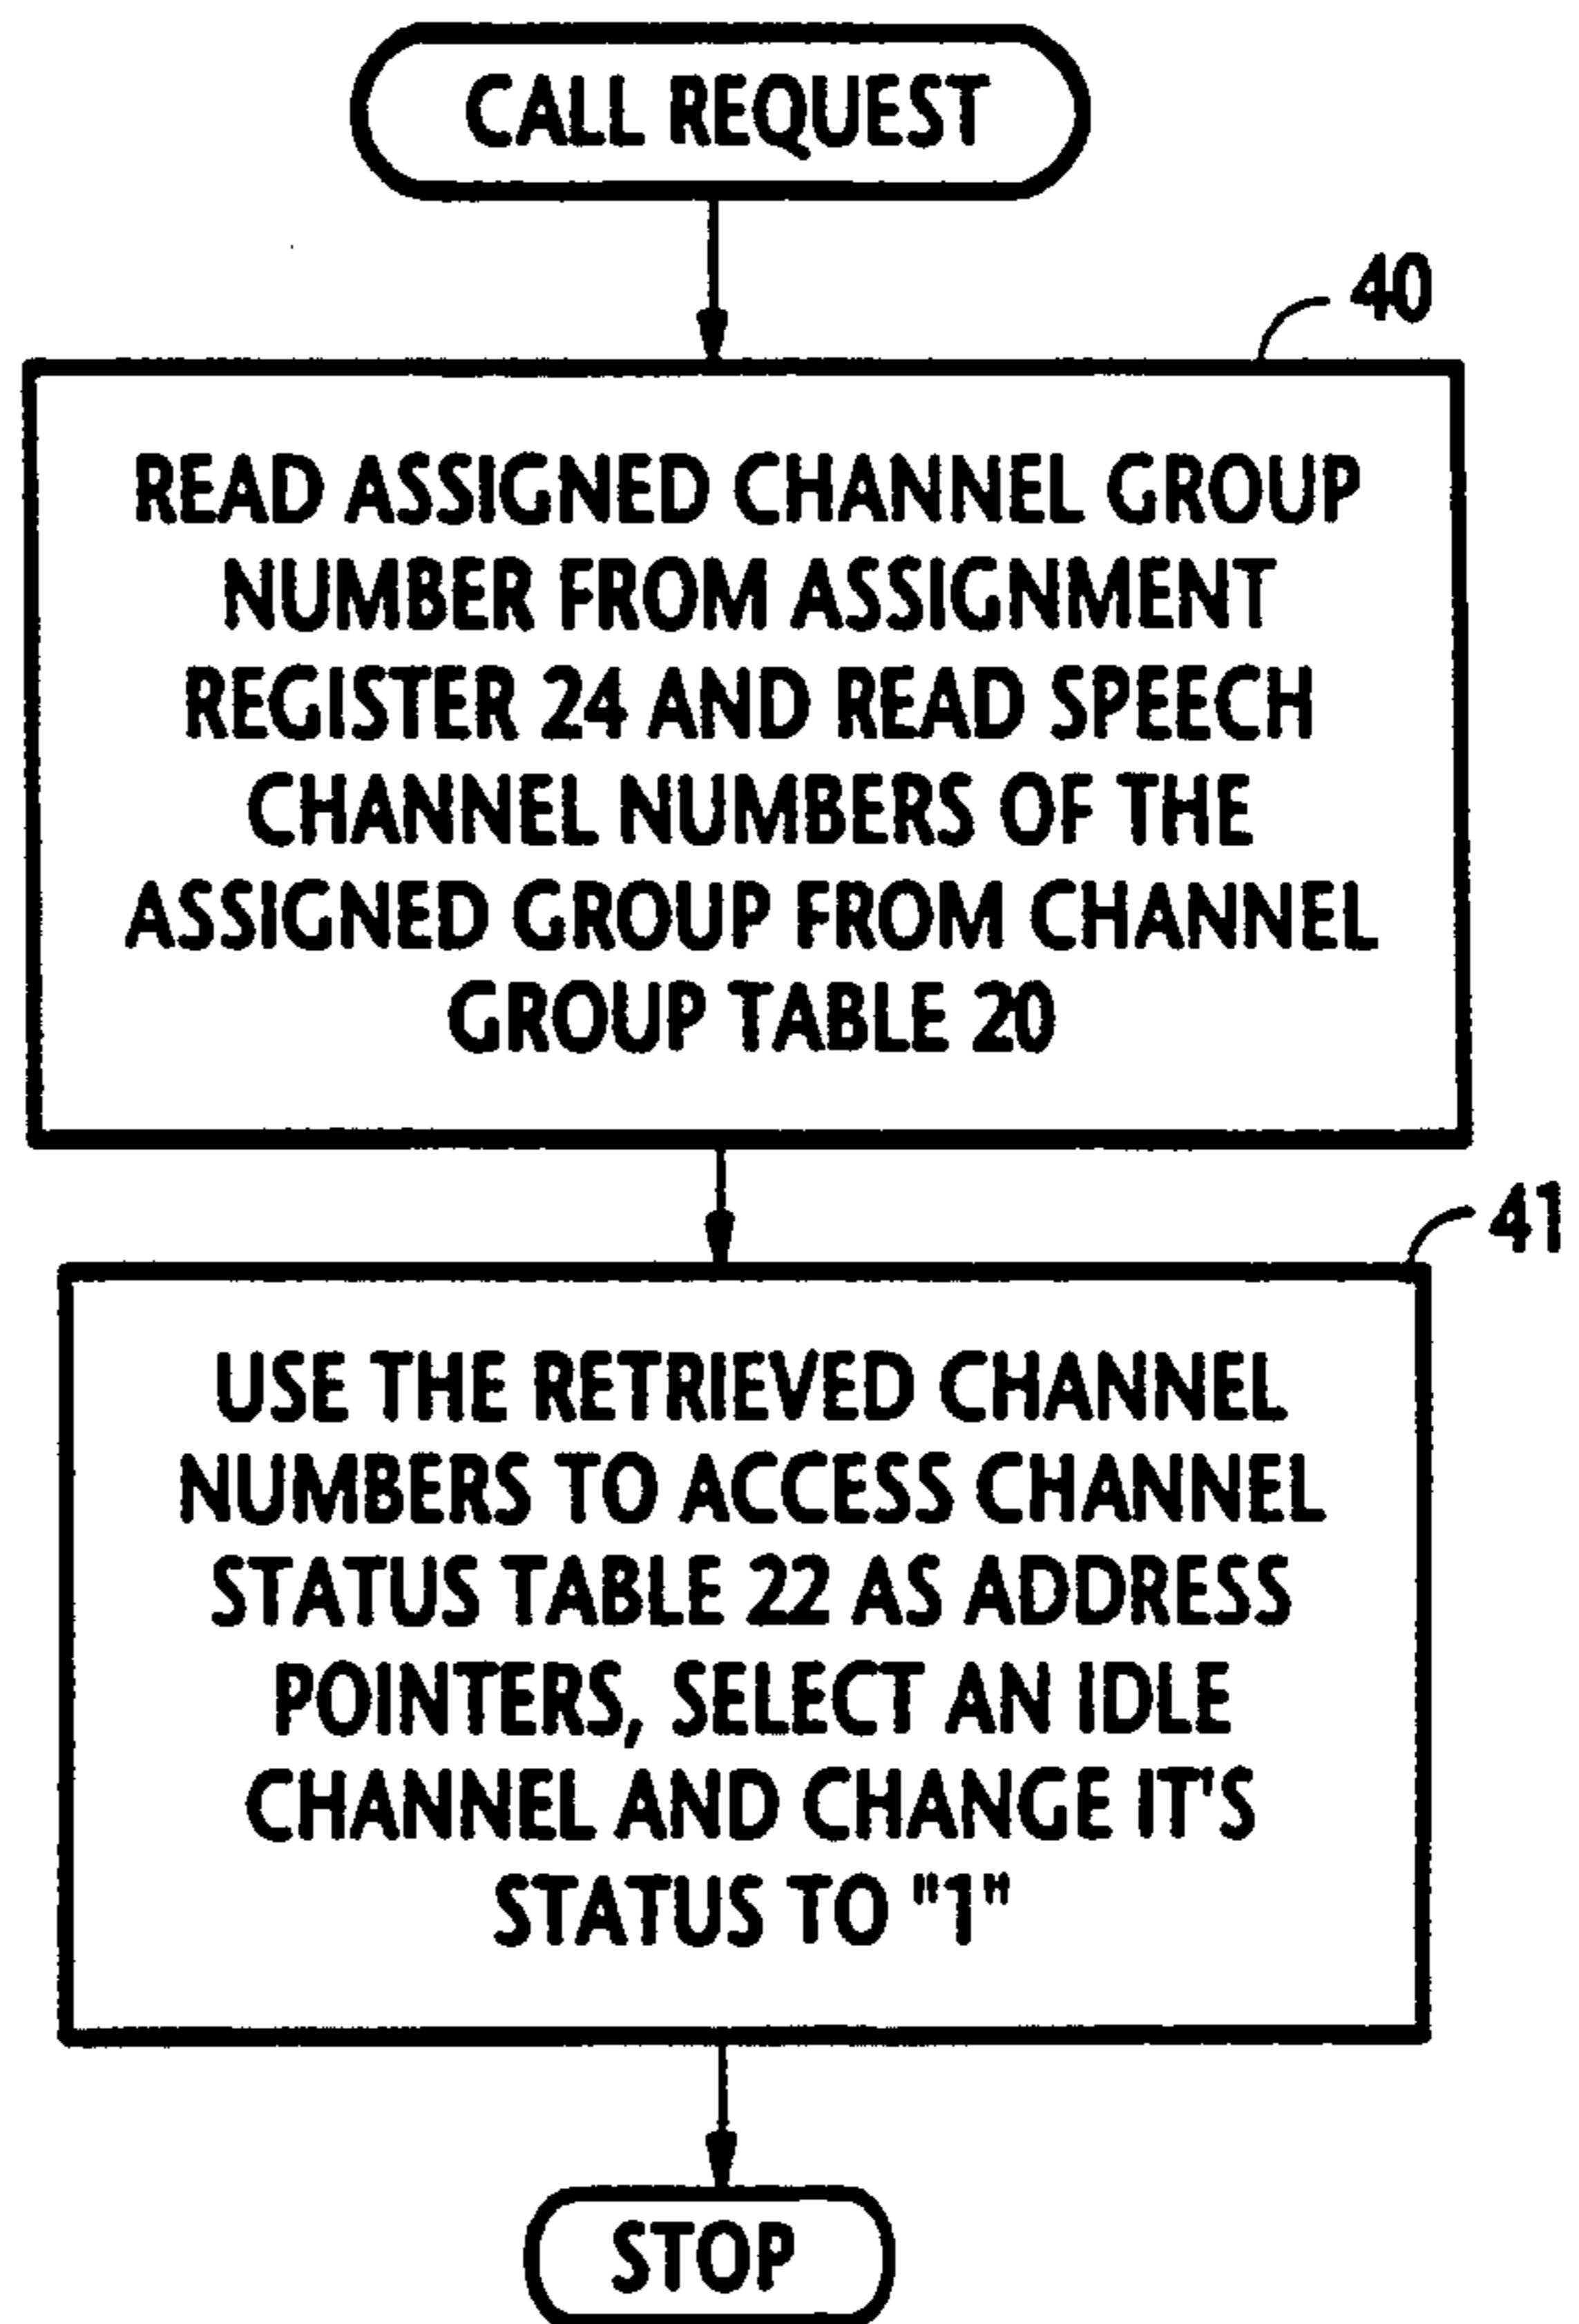 CALL REQUEST
40
READ ASSIGNED CHANNEL GROUP
NUMBER FROM ASSIGNMENT
REGISTER 24 AND READ SPEECH
CHANNEL NUMBERS OF THE
ASSIGNED GROUP FROM CHANNEL
GROUP TABLE 20
41
USE THE RETRIEVED CHANNEL
NUMBERS TO ACCESS CHANNEL
STATUS TABLE 22 AS ADDRESS
POINTERS, SELECT AN IDLE
CHANNEL AND CHANGE IT'S
STATUS TO "1"
STOP